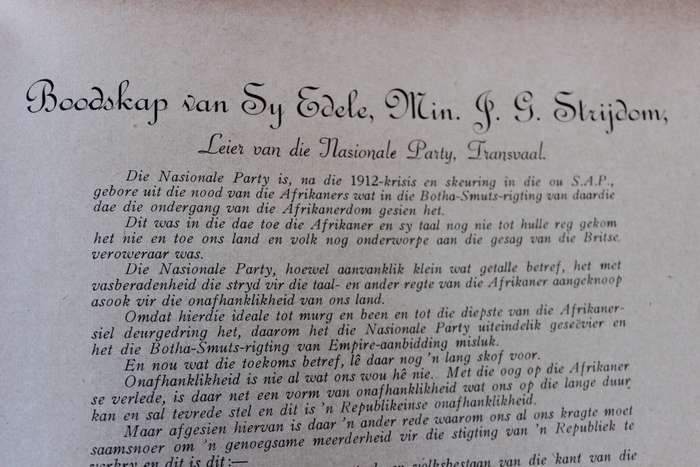 Boodskap van Sy Edele, Min. J. G. Strijdom,
Leier van die Nasionale Party, Transvaal.
Die Nasionale Party is, na die 1912-krisis en skeuring in die ou S.A.P.,
gebore uit die nood van die Afrikaners wat in die Botha-Smuts-rigting van daardie
dae die ondergang van die Afrikanerdom gesien het.
Dit was in die dae toe die Afrikaner en sy taal nog nie tot hulle reg gekom
het nie en toe ons land en volk nog onderworpe aan die gesag van die Britse
veroweraar was.
Die Nasionale Party, hoewel aanvanklik klein wat getalle betref, het met
vasberadenheid die stryd vir die taal- en ander regte van die Afrikaner aangeknoop
asook vir die onafhanklikheid van ons land.
Omdat hierdie ideale tot murg en been en tot die diepste van die Afrikaner-
siel deurgedring het, daarom het die Nasionale Party uiteindelik geseëvier en
het die Botha-Smuts-rigting van Empire-aanbidding misluk.
En nou wat die toekoms betref, lê daar nog 'n lang skof voor.
Onafhanklikheid is nie al wat ons wou hê nie. Met die oog op die Afrikaner
se verlede, is daar net een vorm van onafhanklikheid wat ons op die lange duur
kan en sal tevrede stel en dit is 'n Republikeinse onafhanklikheid.
Maar afgesien hiervan is daar 'n ander rede waarom ons al ons kragte moet
saamsnoer om 'n genoegsame meerderheid vir die stigting van 'n Republiek te
verkry en dit is dit:— volksbestaan van die kant van die